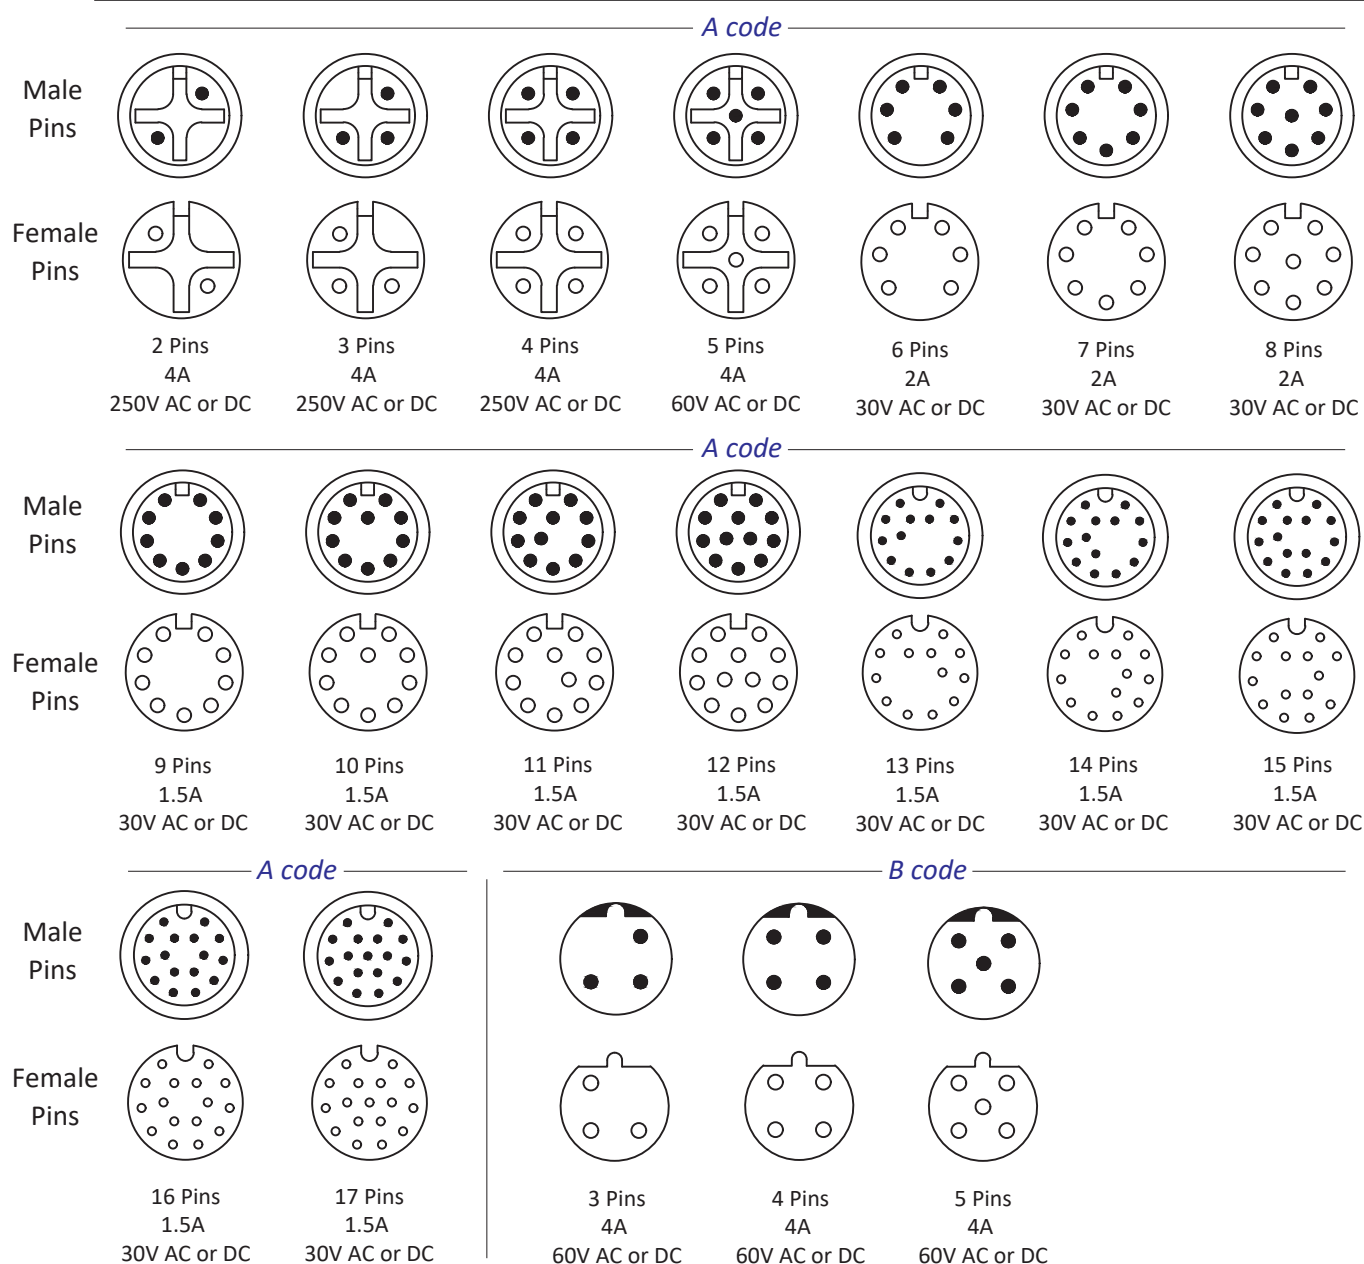 A code
Male
Pins
Female
Pins
2 Pins
4A
250V AC or DC
3 Pins
4A
250V AC or DC
4 Pins
4A
250V AC or DC
5 Pins
4A
60V AC or DC
6 Pins
2A
30V AC or DC
7 Pins
2A
30V AC or DC
8 Pins
2A
30V AC or DC
A code
Male
Pins
Female
Pins
9 Pins
1.5A
30V AC or DC
10 Pins
1.5A
30V AC or DC
11 Pins
1.5A
30V AC or DC
12 Pins
1.5A
30V AC or DC
13 Pins
1.5A
30V AC or DC
14 Pins
1.5A
30V AC or DC
15 Pins
1.5A
30V AC or DC
A code
Male
Pins
Female
Pins
16 Pins
1.5A
30V AC or DC
17 Pins
1.5A
30V AC or DC
B code
3 Pins
4A
60V AC or DC
4 Pins
4A
60V AC or DC
5 Pins
4A
60V AC or DC